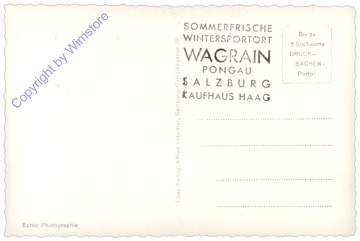 Copyright by Wimstore
SOMMERFRISCHE
WINTERSPORTORT
WAGRAIN
PONGAU
SALZBURG
KAUFHAUS HAAG
Bis zu
5 Grußworte
DRUCK-
SACHEN-
Porto!
Echte Photographie